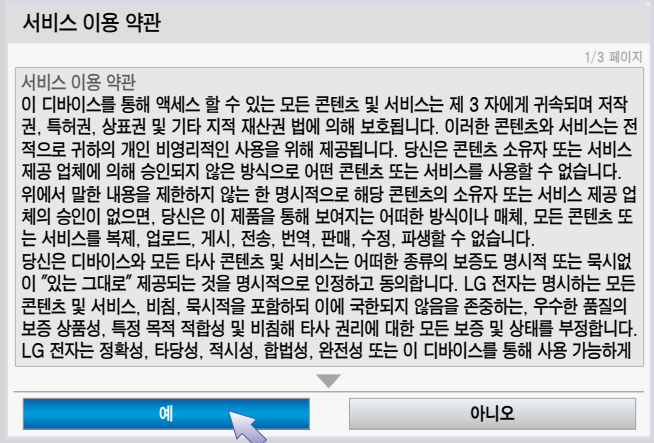 서비스 이용 약관
1/3 페이지
서비스 이용 약관
이 디바이스를 통해 액세스 할 수 있는 모든 콘텐츠 및 서비스는 제 3 자에게 귀속되며 저작
권, 특허권, 상표권 및 기타 지적 재산권 법에 의해 보호됩니다. 이러한 콘텐츠와 서비스는 전
적으로 귀하의 개인 비영리적인 사용을 위해 제공됩니다. 당신은 콘텐츠 소유자 또는 서비스
제공 업체에 의해 승인되지 않은 방식으로 어떤 콘텐츠 또는 서비스를 사용할 수 없습니다.
위에서 말한 내용을 제한하지 않는 한 명시적으로 해당 콘텐츠의 소유자 또는 서비스 제공 업
체의 승인이 없으면, 당신은 이 제품을 통해 보여지는 어떠한 방식이나 매체, 모든 콘텐츠 또
는 서비스를 복제, 업로드, 게시, 전송, 번역, 판매, 수정, 파생할 수 없습니다.
당신은 디바이스와 모든 타사 콘텐츠 및 서비스는 어떠한 종류의 보증도 명시적 또는 묵시없
이 "있는 그대로" 제공되는 것을 명시적으로 인정하고 동의합니다. LG 전자는 명시하는 모든
콘텐츠 및 서비스, 비침, 묵시적을 포함하되 이에 국한되지 않음을 존중하는, 우수한 품질의
보증 상품성, 특정 목적 적합성 및 비침해 타사 권리에 대한 모든 보증 및 상태를 부정합니다.
LG 전자는 정확성, 타당성, 적시성, 합법성, 완전성 또는 이 디바이스를 통해 사용 가능하게
예
아니오